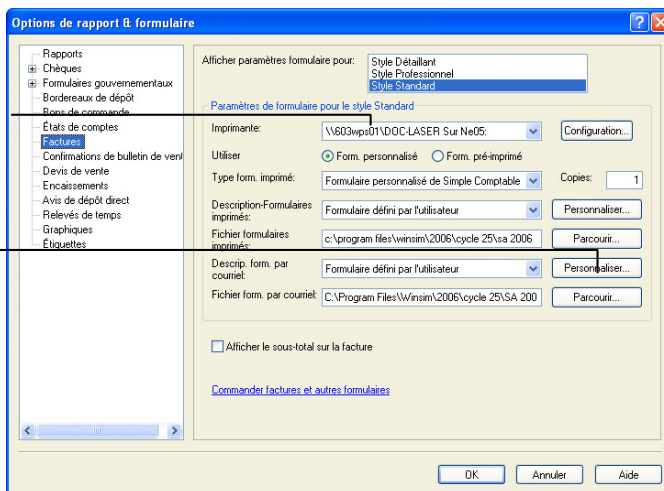 Options de rapport & formulaire
Rapports
Chèques
Formulaires gouvernementaux
Bordereaux de dépôt
Bons de commande
États de comptes
Factures
Confirmations de bulletin de vent
Devis de vente
Encaissements
Avis de dépôt direct
Relevés de temps
Graphiques
Étiquettes
Afficher paramètres formulaire pour:
Style Détaillant
Style Professionnel
Style Standard
Paramètres de formulaire pour le style Standard
Imprimante: \\603wps01\DOC-LASER Sur Ne05: Configuration...
Utiliser Form. personnalisé Form. pré-imprimé
Type form. imprimé: Formulaire personnalisé de Simple Comptable Copies: 1
Description-Formulaires imprimés: Formulaire défini par l'utilisateur Personnaliser...
Fichier formulaires imprimés: c:\program files\winsim\2006\cycle 25\sa 2006 Parcourir...
Descrip. form. par courriel: Formulaire défini par l'utilisateur Personnaliser...
Fichier form. par courriel: C:\Program Files\Winsim\2006\cycle 25\SA 200 Parcourir...
Afficher le sous-total sur la facture
Commander factures et autres formulaires
OK Annuler Aide